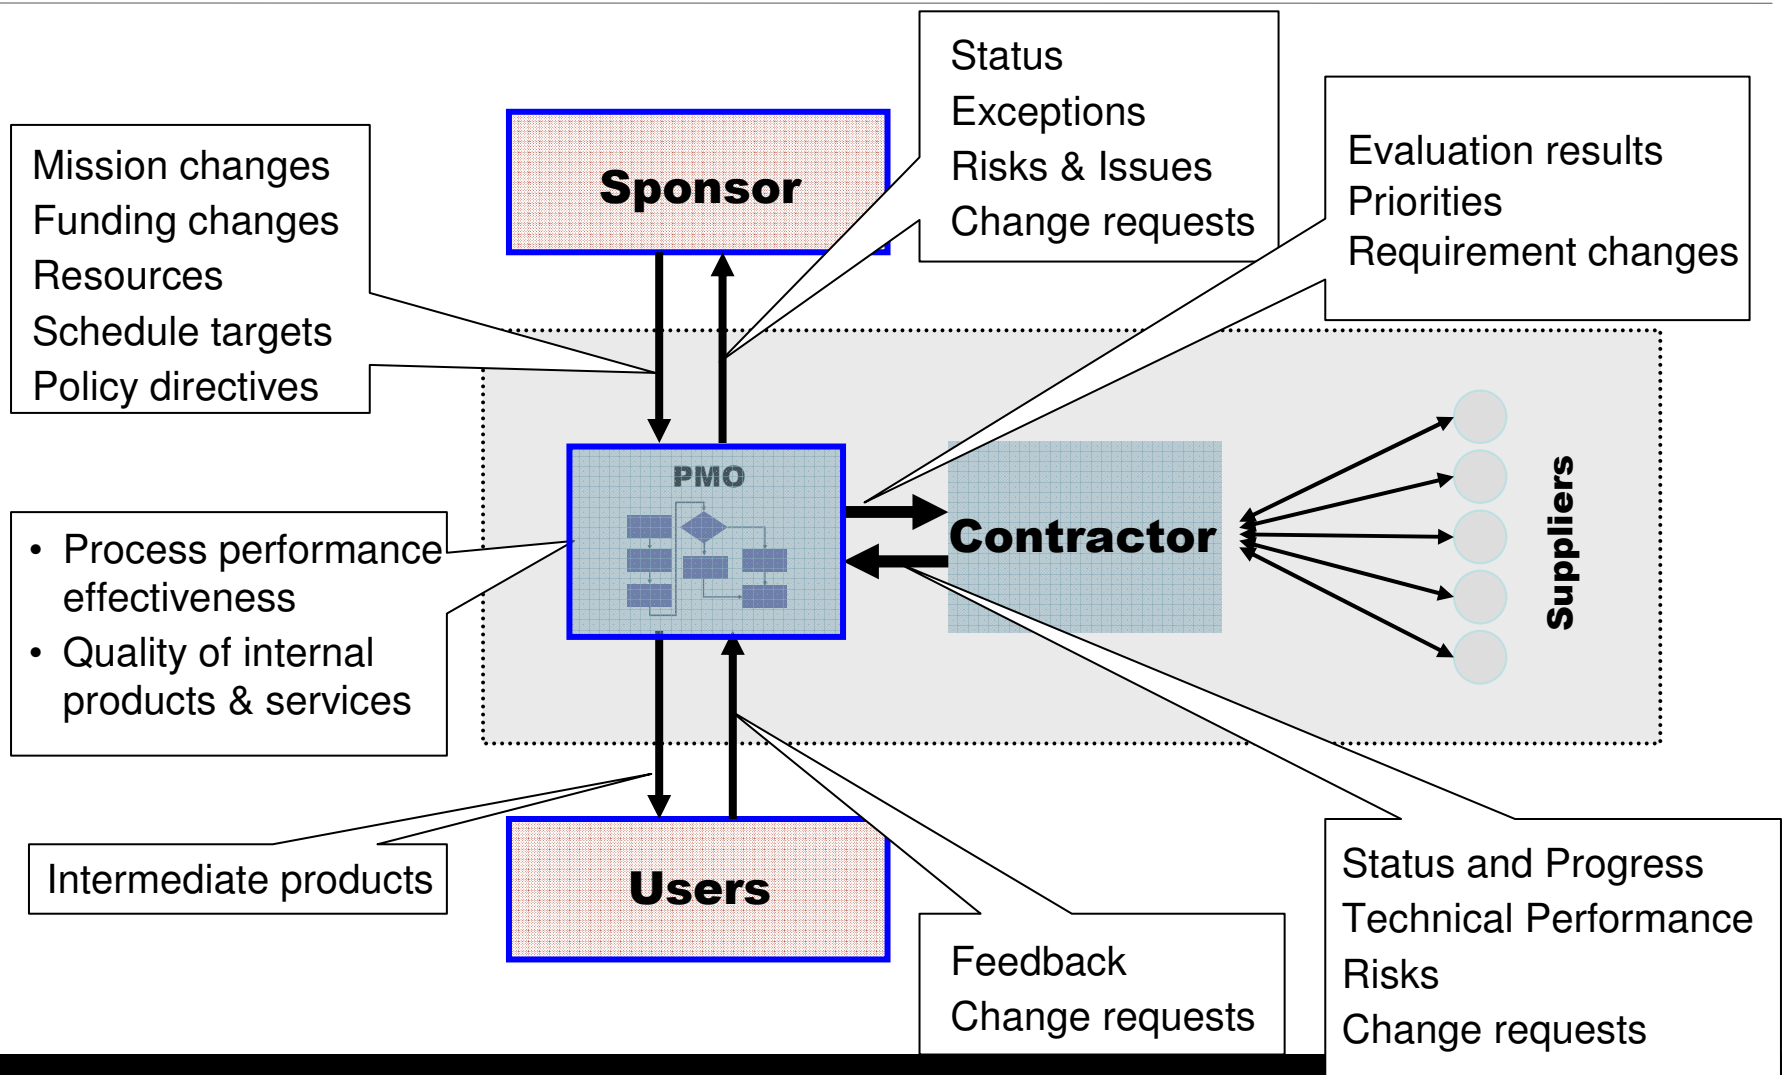 Status
Exceptions
Risks & Issues
Change requests
Evaluation results
Priorities
Requirement changes
Mission changes
Funding changes
Resources
Schedule targets
Policy directives
Sponsor
PMO
Contractor
Suppliers
• Process performance
effectiveness
• Quality of internal
products & services
Intermediate products
Users
Feedback
Change requests
Status and Progress
Technical Performance
Risks
Change requests